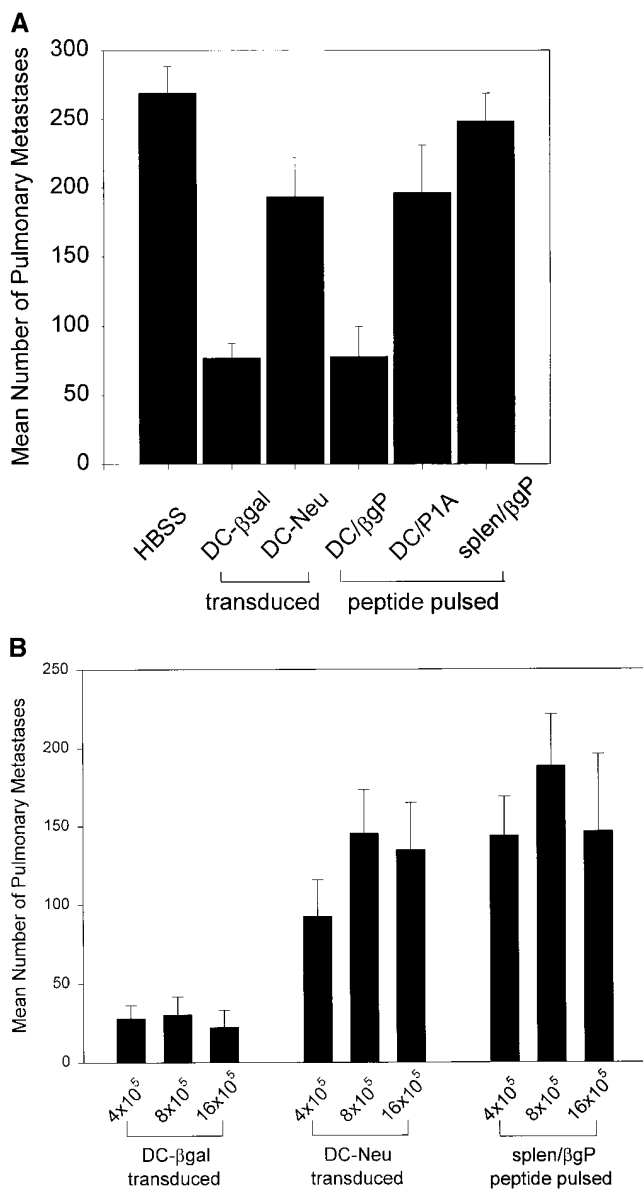 A
Mean Number of Pulmonary Metastases
300
250
200
150
100
50
0
HBSS
DC-βgal
DC-Neu
DC/βgP
DC/P1A
splen/βgP
transduced
peptide pulsed
B
Mean Number of Pulmonary Metastases
250
200
150
100
50
0
4x10⁵
8x10⁵
16x10⁵
4x10⁵
8x10⁵
16x10⁵
4x10⁵
8x10⁵
16x10⁵
DC-βgal
transduced
DC-Neu
transduced
splen/βgP
peptide pulsed